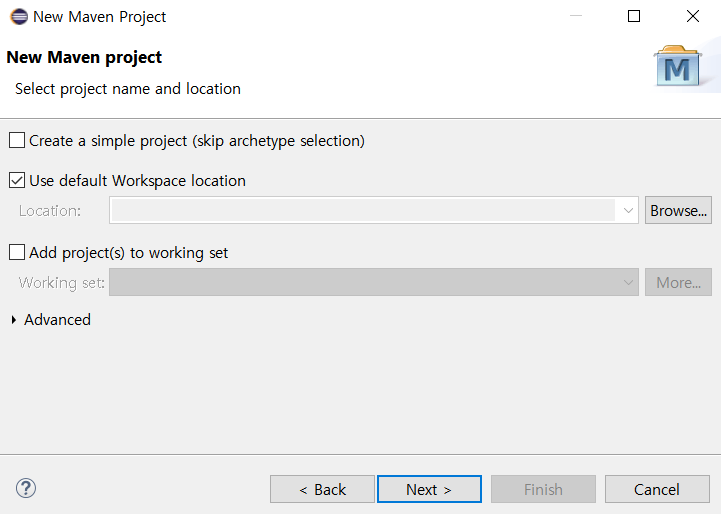 New Maven Project
New Maven project
Select project name and location
M
Create a simple project (skip archetype selection)
Use default Workspace location
Location:
Browse...
Add project(s) to working set
Working set:
More...
Advanced
?
< Back
Next >
Finish
Cancel